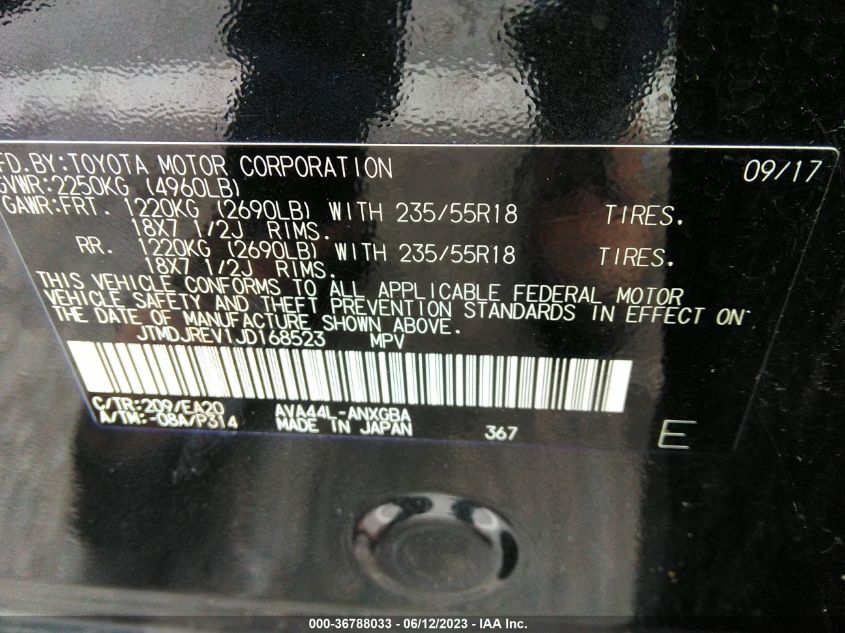 FD.BY:TOYOTA MOTOR CORPORATION 09/17
GVWR:2250KG (4960LB)
GAWR:FRT. 1220KG (2690LB) WITH 235/55R18 TIRES.
18X7 1/2J RIMS.
RR. 1220KG (2690LB) WITH 235/55R18 TIRES.
18X7 1/2J RIMS.
THIS VEHICLE CONFORMS TO ALL APPLICABLE FEDERAL MOTOR
VEHICLE SAFETY AND THEFT PREVENTION STANDARDS IN EFFECT ON
THE DATE OF MANUFACTURE SHOWN ABOVE.
JTMDJREV1JD168523 MPV
C/TR:209/EA20 AVA44L-ANXGBA
A/TM:-08A/P314 MADE IN JAPAN 367 E
000-36788033 - 06/12/2023 - IAA Inc.